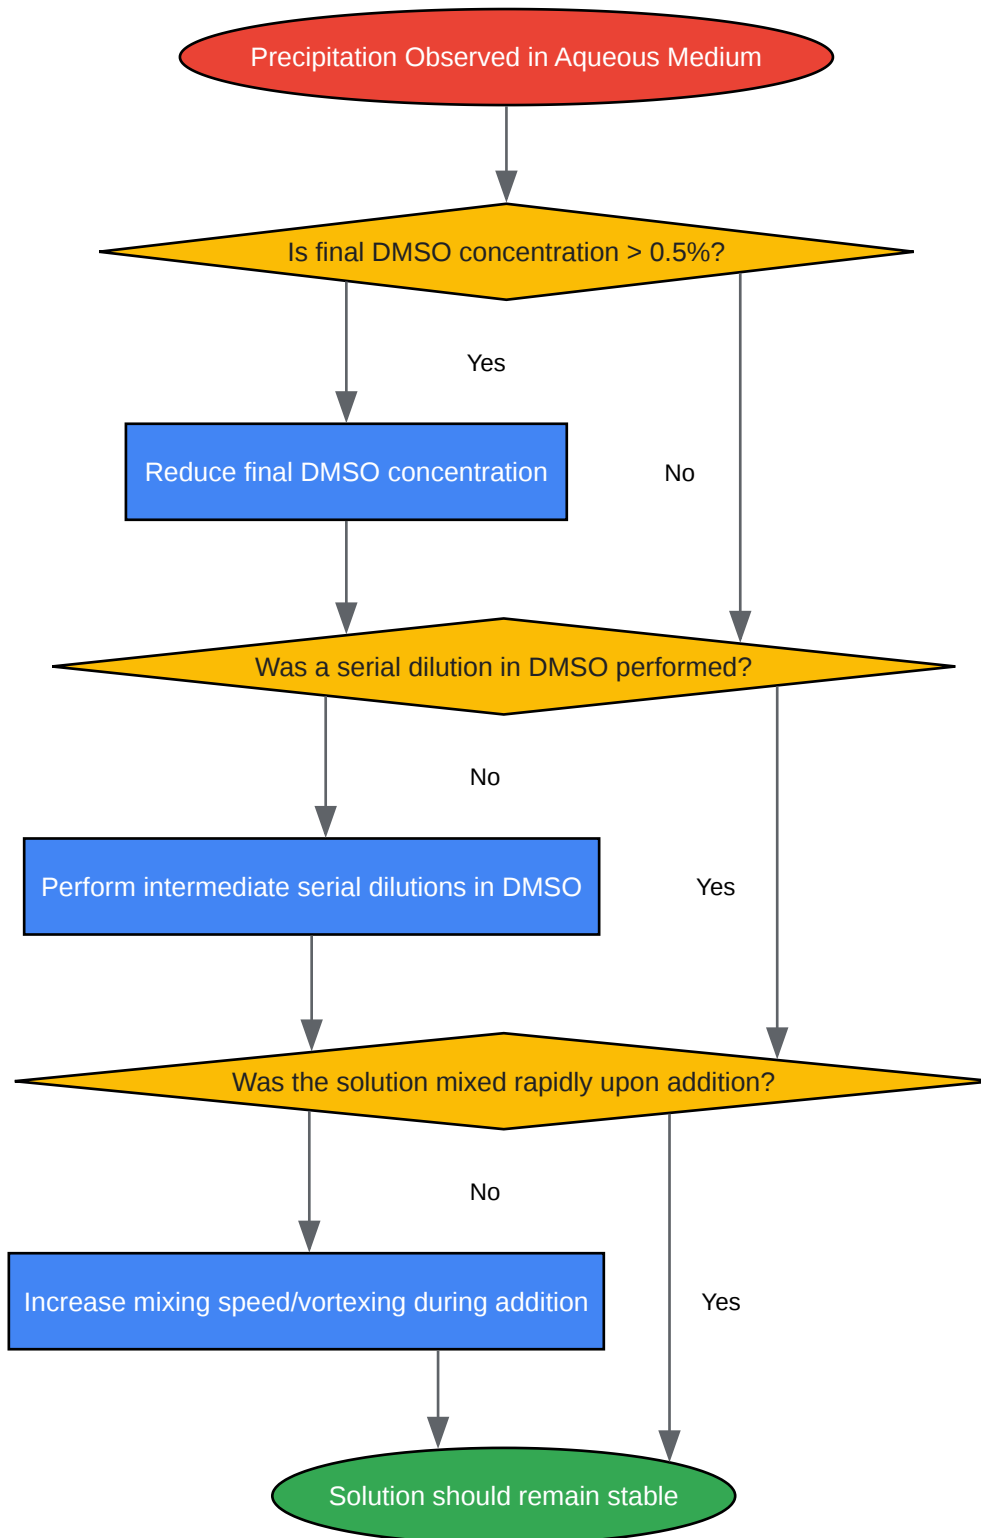 Precipitation Observed in Aqueous Medium
Is final DMSO concentration > 0.5%?
Yes
Reduce final DMSO concentration
No
Was a serial dilution in DMSO performed?
No
Perform intermediate serial dilutions in DMSO
Yes
Was the solution mixed rapidly upon addition?
No
Increase mixing speed/vortexing during addition
Yes
Solution should remain stable